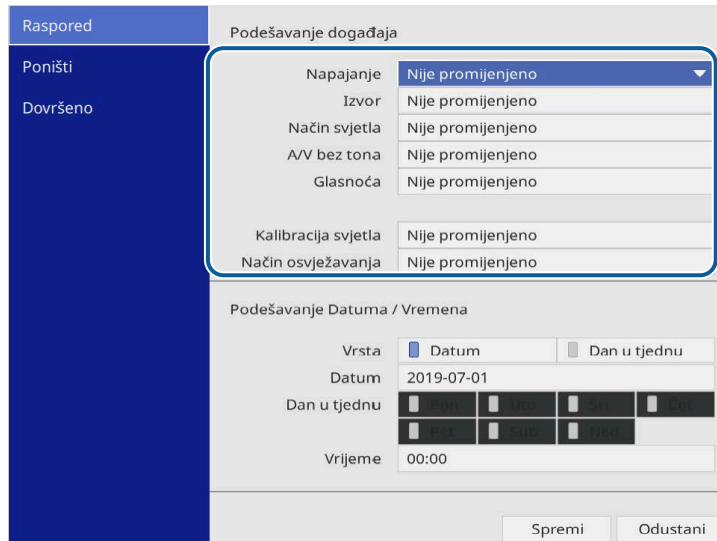 Raspored
Poništi
Dovršeno
Podešavanje događaja
Napajanje Nije promijenjeno
Izvor Nije promijenjeno
Način svjetla Nije promijenjeno
A/V bez tona Nije promijenjeno
Glasnoća Nije promijenjeno
Kalibracija svjetla Nije promijenjeno
Način osvježavanja Nije promijenjeno
Podešavanje Datuma / Vremena
Vrsta Datum Dan u tjednu
Datum 2019-07-01
Dan u tjednu Pon Uto Sri Čet
Pet Sub Ned
Vrijeme 00:00
Spremi Odustani